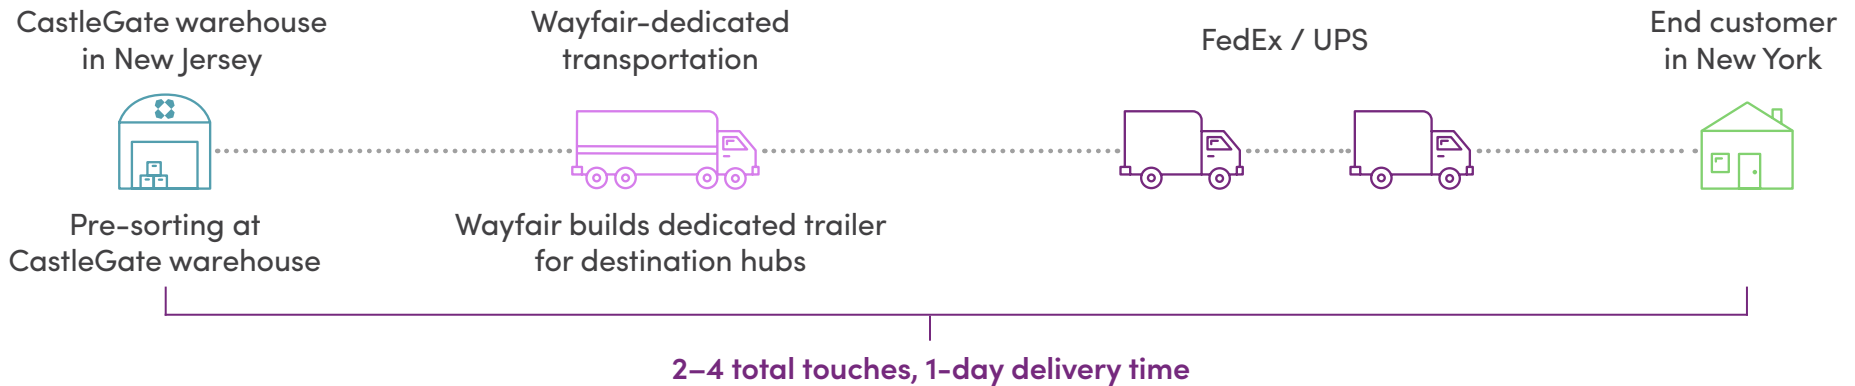 CastleGate warehouse
in New Jersey
Wayfair-dedicated
transportation
FedEx / UPS
End customer
in New York
Pre-sorting at
CastleGate warehouse
Wayfair builds dedicated trailer
for destination hubs
2–4 total touches, 1-day delivery time